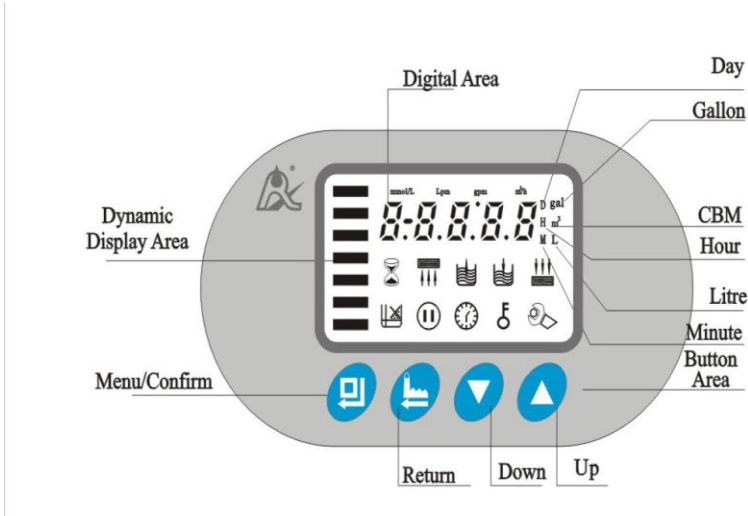 Day
Digital Area
Gallon
mmol/L Lpm gpm m³/h
D gal
8-8.8.8.8
H m³
M L
CBM
Hour
Dynamic
Display Area
Litre
Minute
Button
Area
Menu/Confirm
Return
Down
Up